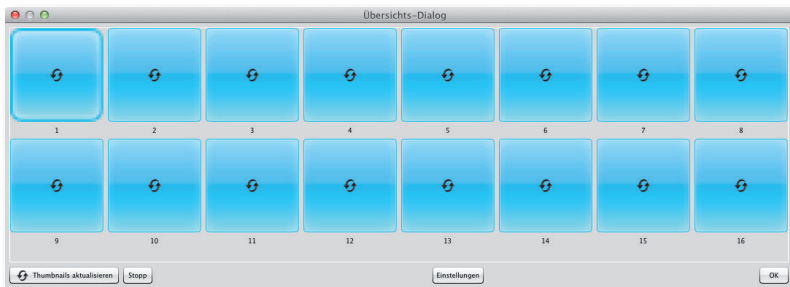 Übersichts-Dialog
1 2 3 4 5 6 7 8
9 10 11 12 13 14 15 16
Thumbnails aktualisieren Stopp Einstellungen OK